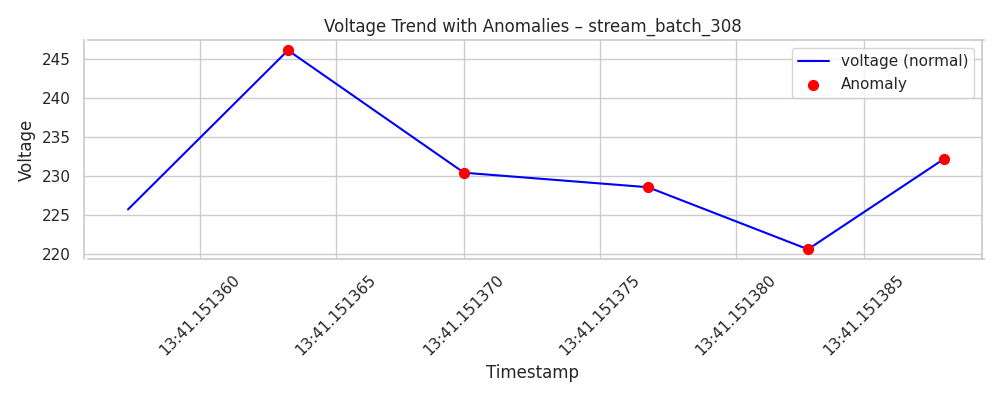 Voltage Trend with Anomalies – stream_batch_308
voltage (normal)
Anomaly
Voltage
245
240
235
230
225
220
13:41.151360
13:41.151365
13:41.151370
13:41.151375
13:41.151380
13:41.151385
Timestamp